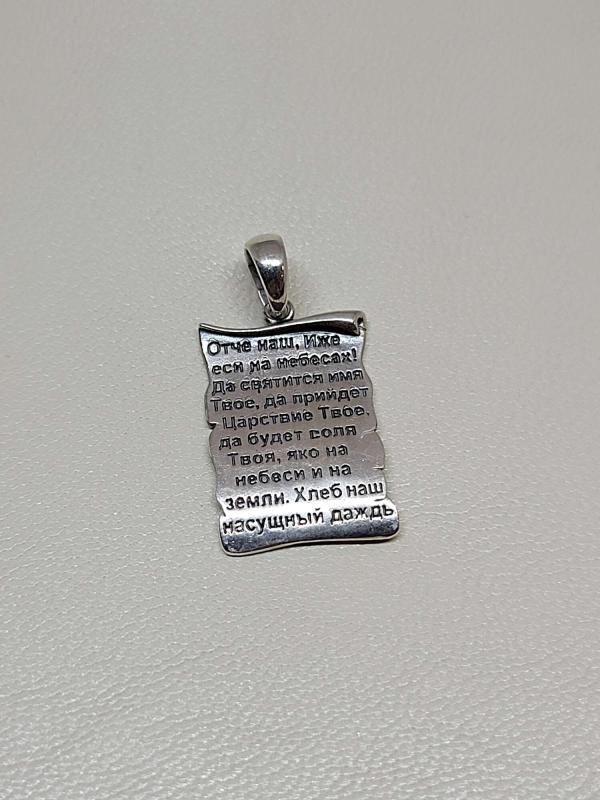 Отче наш, Иже
еси на небесах!
Да святится имя
Твое, да прийдет
Царствие Твое,
да будет воля
Твоя, яко на
небеси и на
земли. Хлеб наш
насущный даждь